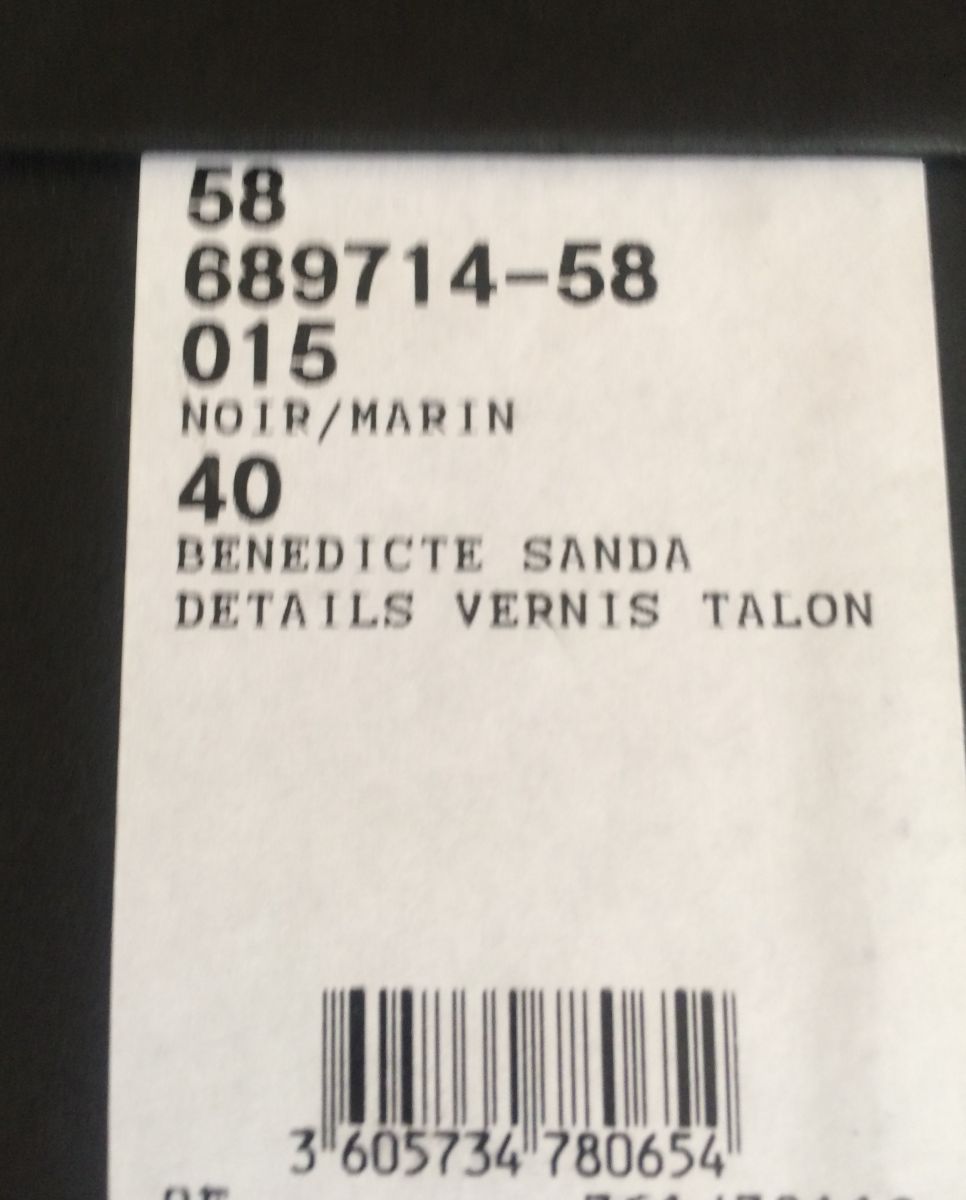 58
689714-58
015
NOIR/MARIN
40
BENEDICTE SANDA
DETAILS VERNIS TALON
3 605734 780654